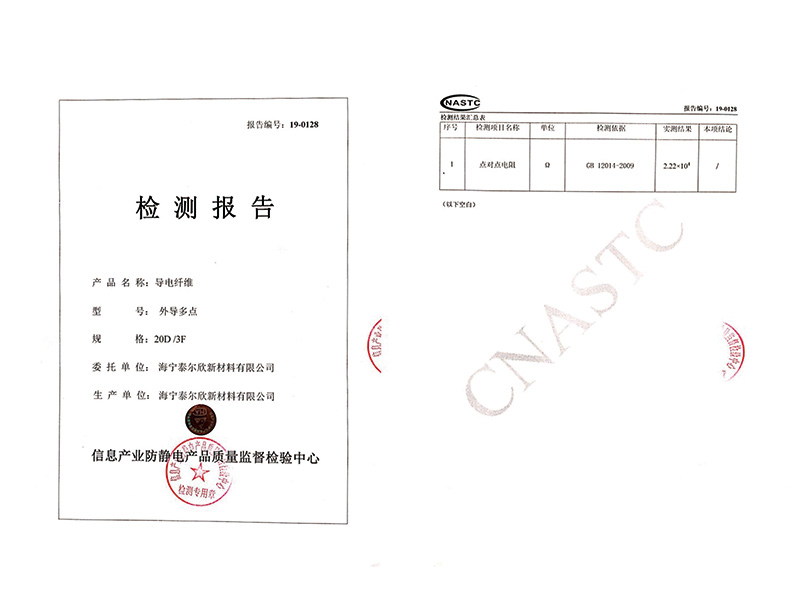 报告编号：19-0128
检 测 报 告
产 品 名 称：导电纤维
型 号：外导多点
规 格：20D /3F
委 托 单 位：海宁泰尔欣新材料有限公司
生 产 单 位：海宁泰尔欣新材料有限公司
信息产业防静电产品质量监督检验中心
检测专用章
CNASTC
报告编号：19-0128
检测结果汇总表
序号 检测项目名称 单位 检测依据 实测结果 本项结论
1 点对点电阻 Ω GB 12014-2009 2.22×10⁴ /
（以下空白）
CNASTC